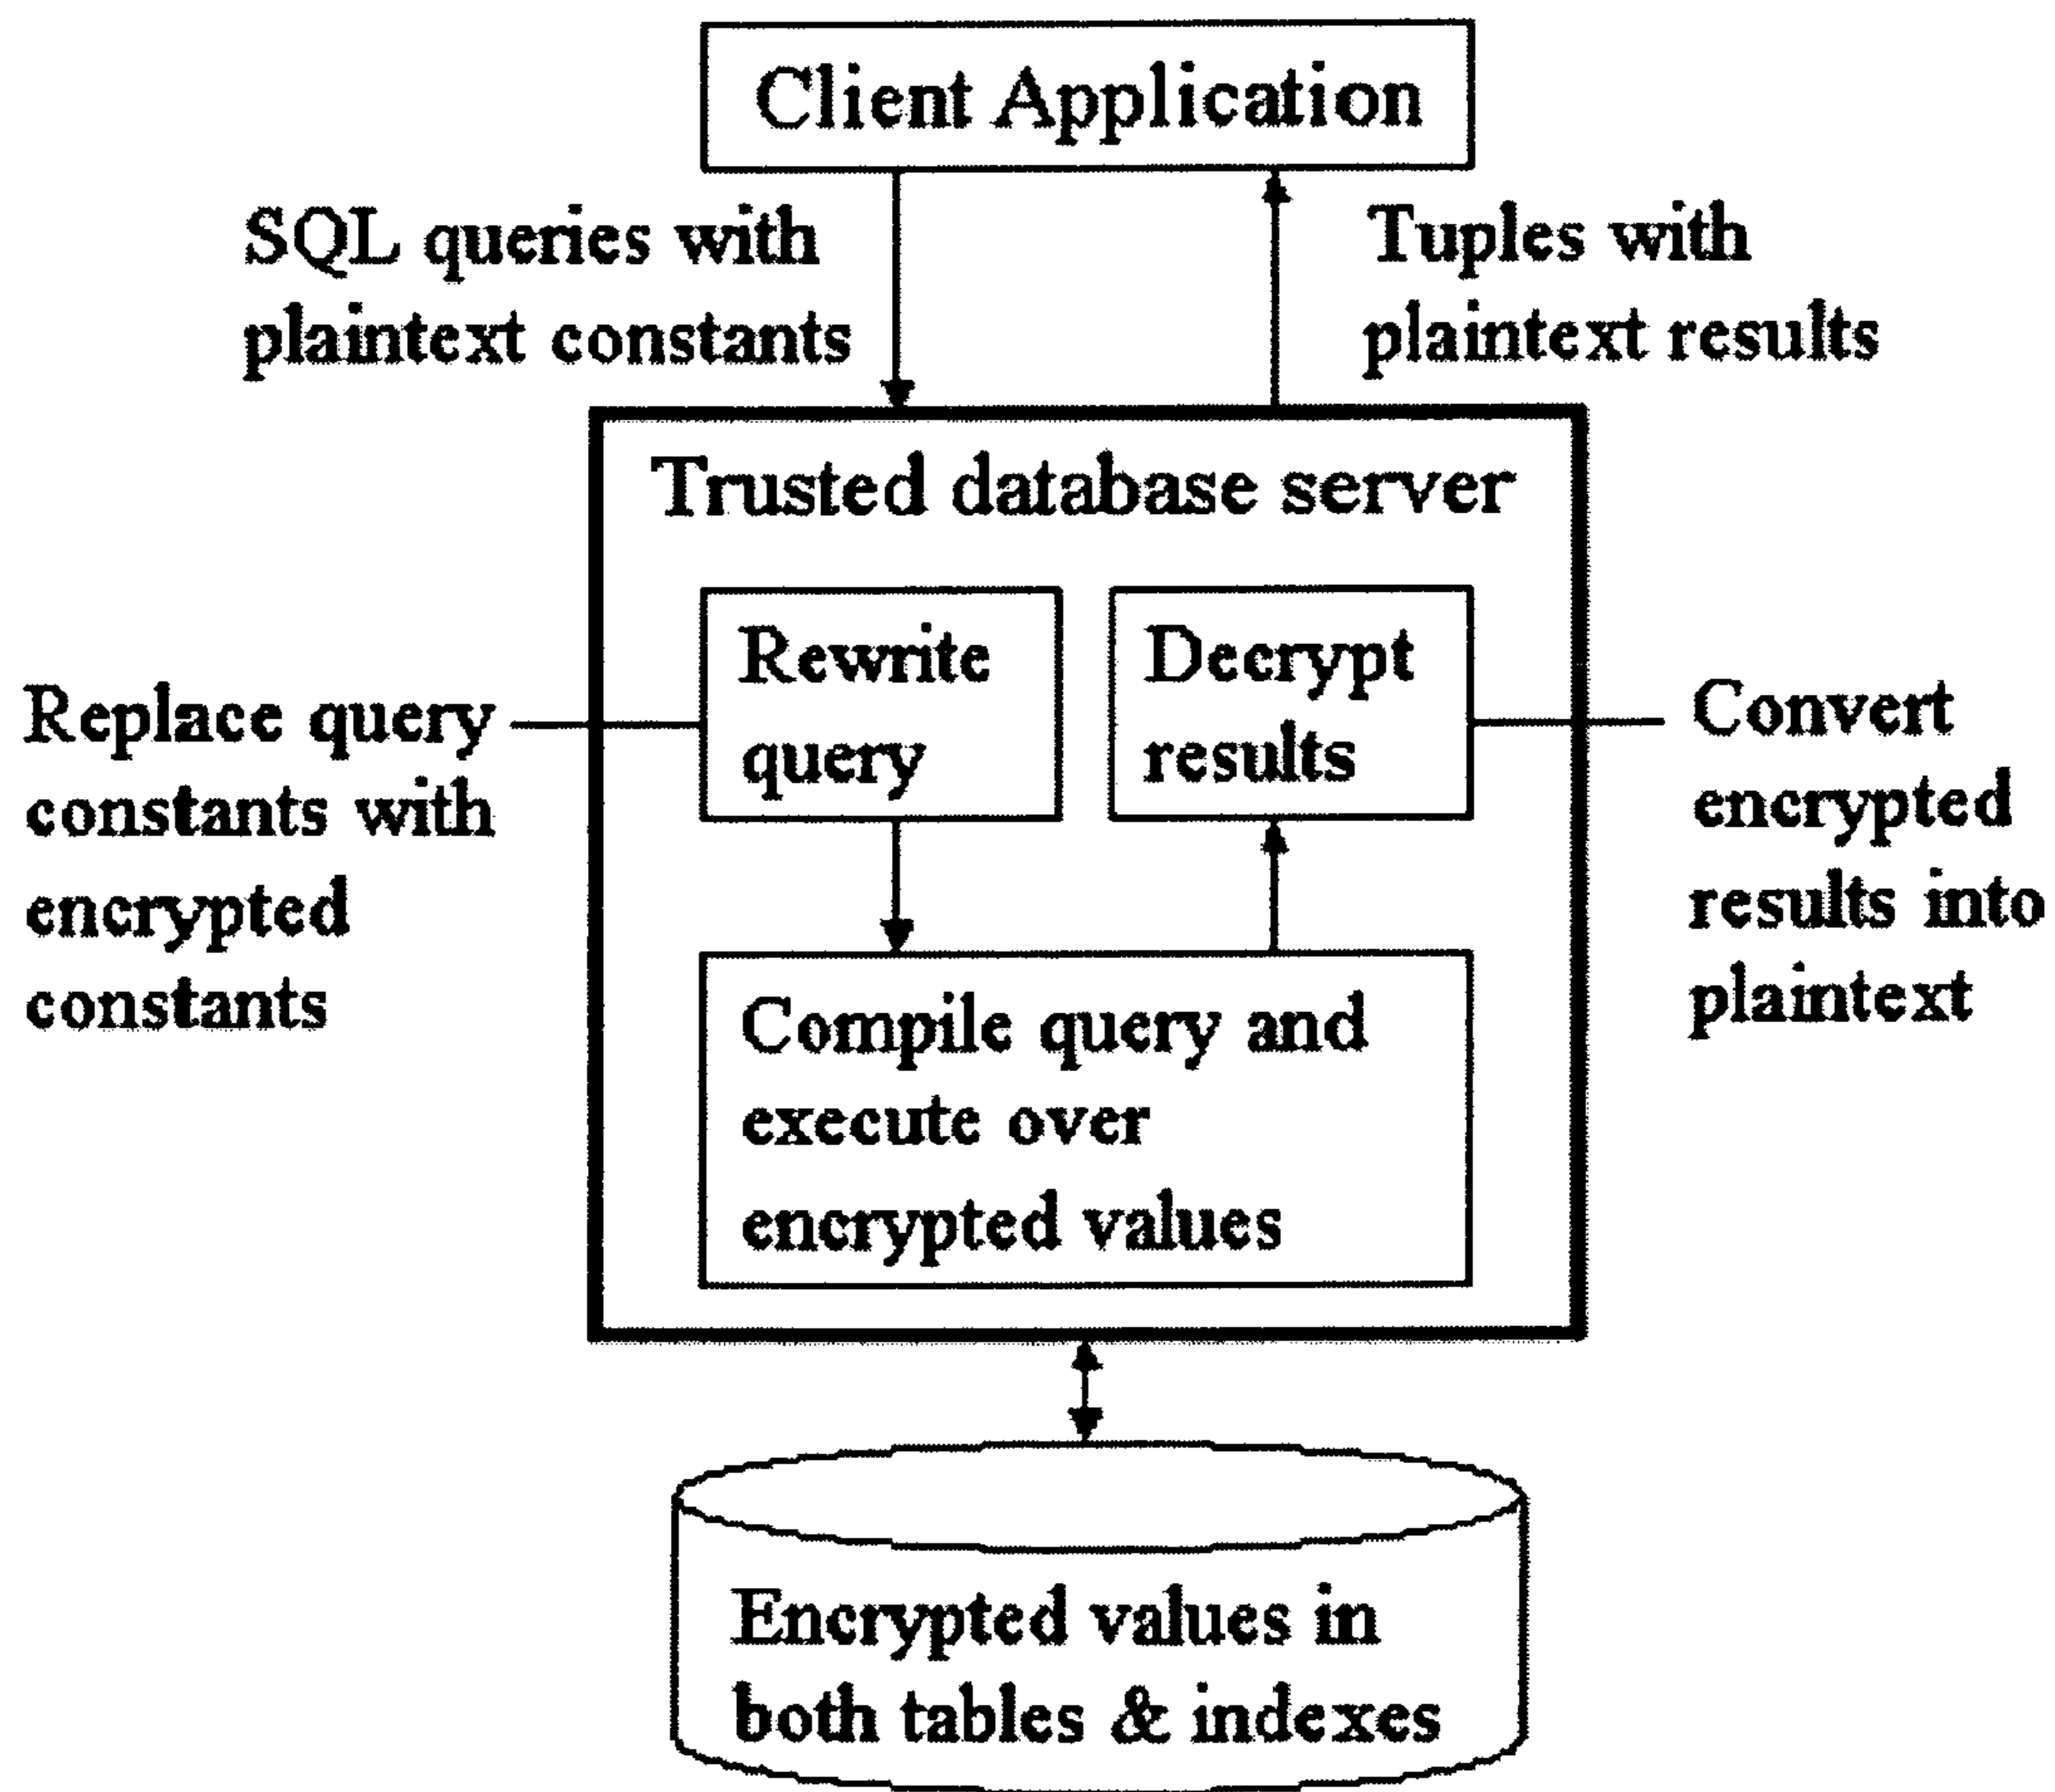 Client Application
SQL queries with
plaintext constants
Tuples with
plaintext results
Trusted database server
Rewrite
query
Decrypt
results
Replace query
constants with
encrypted
constants
Convert
encrypted
results into
plaintext
Compile query and
execute over
encrypted values
Encrypted values in
both tables & indexes